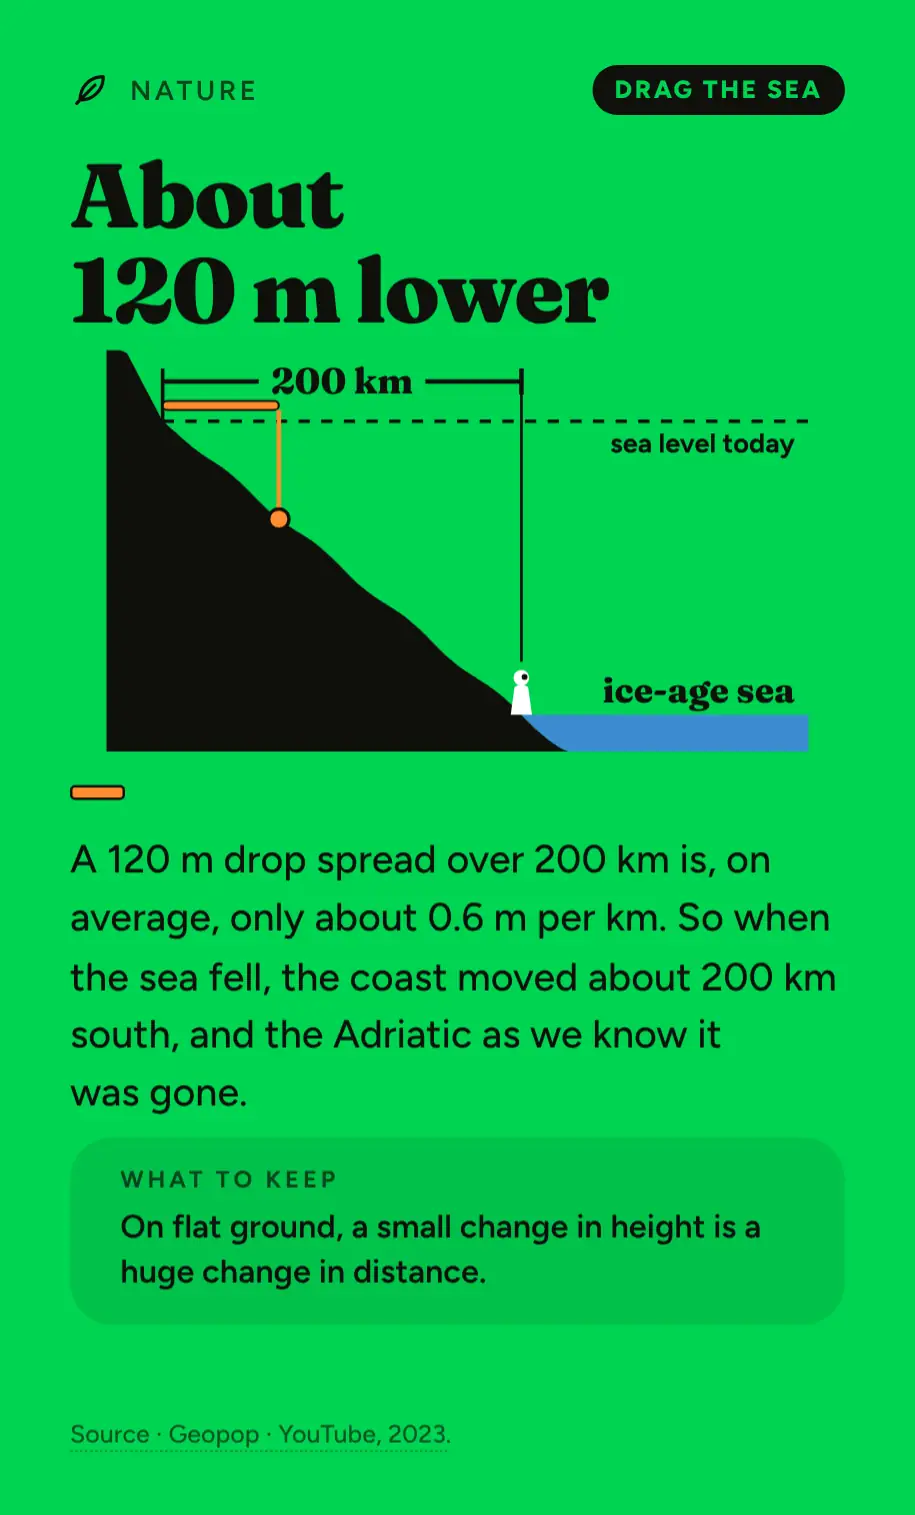 NATURE
DRAG THE SEA
About
120 m lower
200 km
sea level today
ice-age sea
A 120 m drop spread over 200 km is, on
average, only about 0.6 m per km. So when
the sea fell, the coast moved about 200 km
south, and the Adriatic as we know it
was gone.
WHAT TO KEEP
On flat ground, a small change in height is a
huge change in distance.
Source · Geopop · YouTube, 2023.